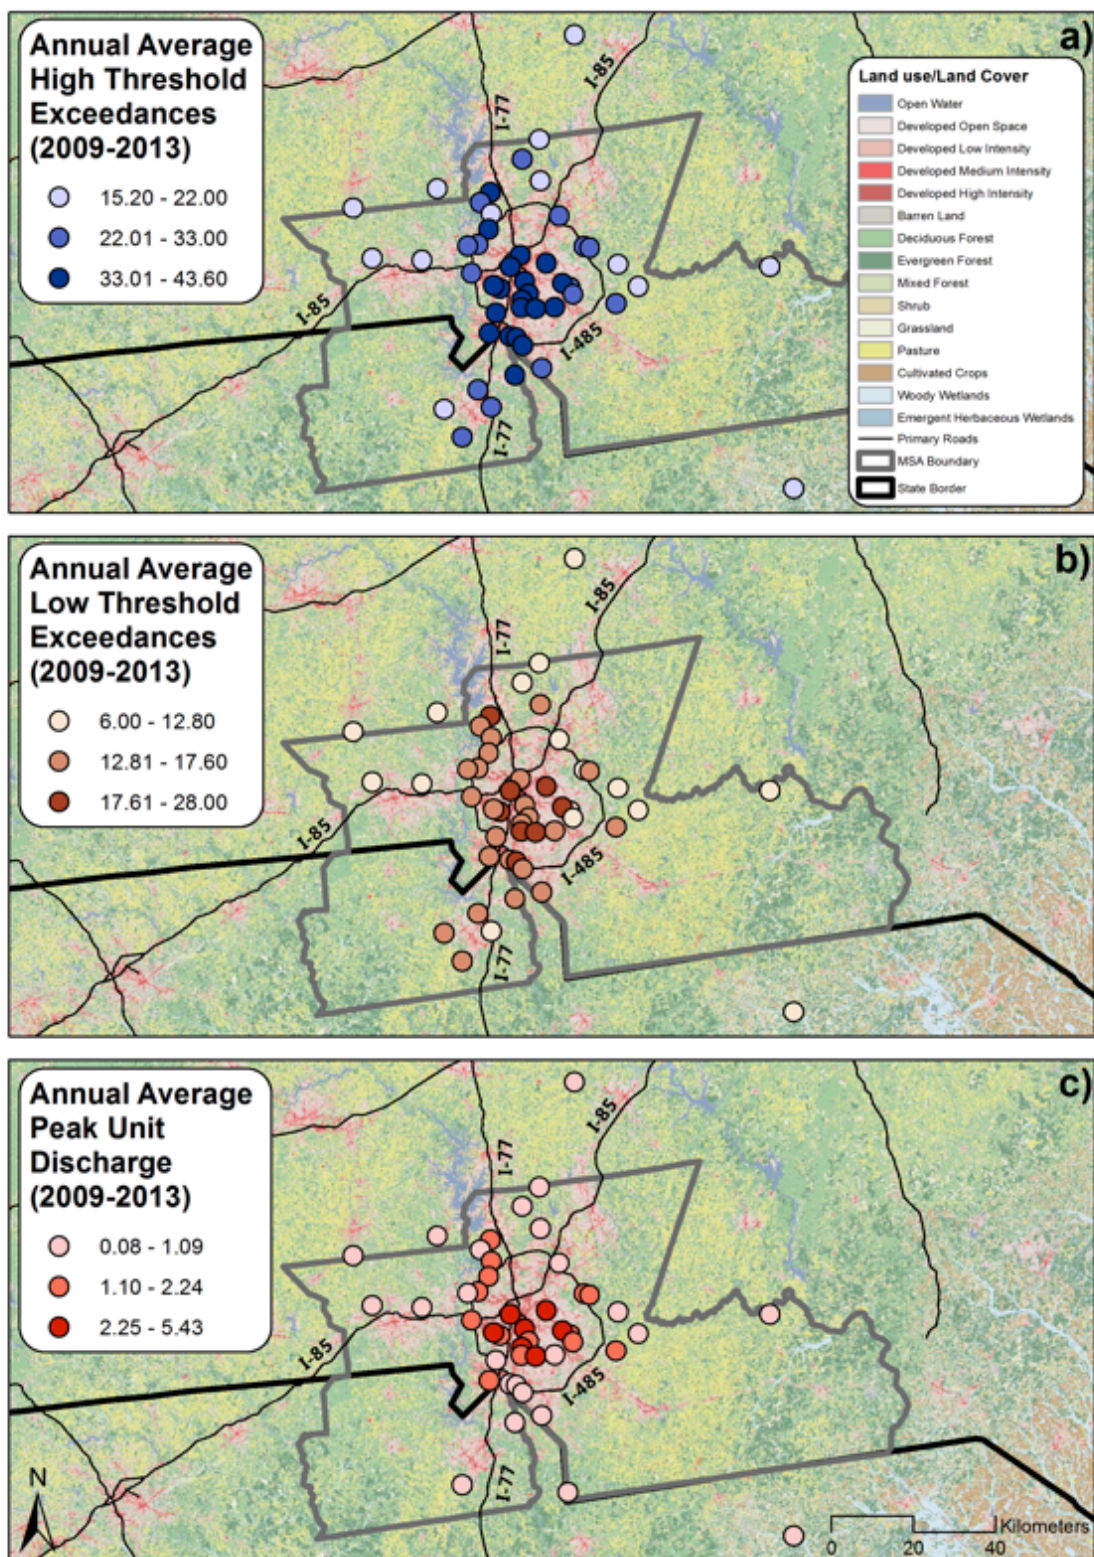 Annual Average
High Threshold
Exceedances
(2009-2013)
15.20 - 22.00
22.01 - 33.00
33.01 - 43.60
a)
Land use/Land Cover
Open Water
Developed Open Space
Developed Low Intensity
Developed Medium Intensity
Developed High Intensity
Barren Land
Deciduous Forest
Evergreen Forest
Mixed Forest
Shrub
Grassland
Pasture
Cultivated Crops
Woody Wetlands
Emergent Herbaceous Wetlands
Primary Roads
MSA Boundary
State Border
I-77
I-85
I-85
I-485
I-77
Annual Average
Low Threshold
Exceedances
(2009-2013)
6.00 - 12.80
12.81 - 17.60
17.61 - 28.00
b)
I-77
I-85
I-85
I-485
I-77
Annual Average
Peak Unit
Discharge
(2009-2013)
0.08 - 1.09
1.10 - 2.24
2.25 - 5.43
c)
I-77
I-85
I-85
I-485
I-77
N
Kilometers
0 20 40